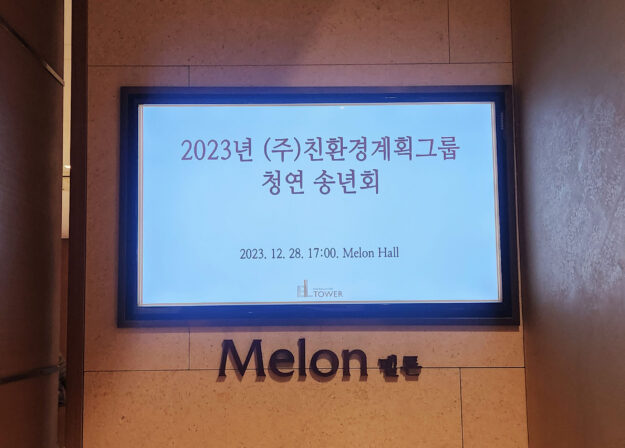 2023년 (주)친환경계획그룹
청연 송년회
2023. 12. 28. 17:00. Melon Hall
TOWER
Melon 멜론